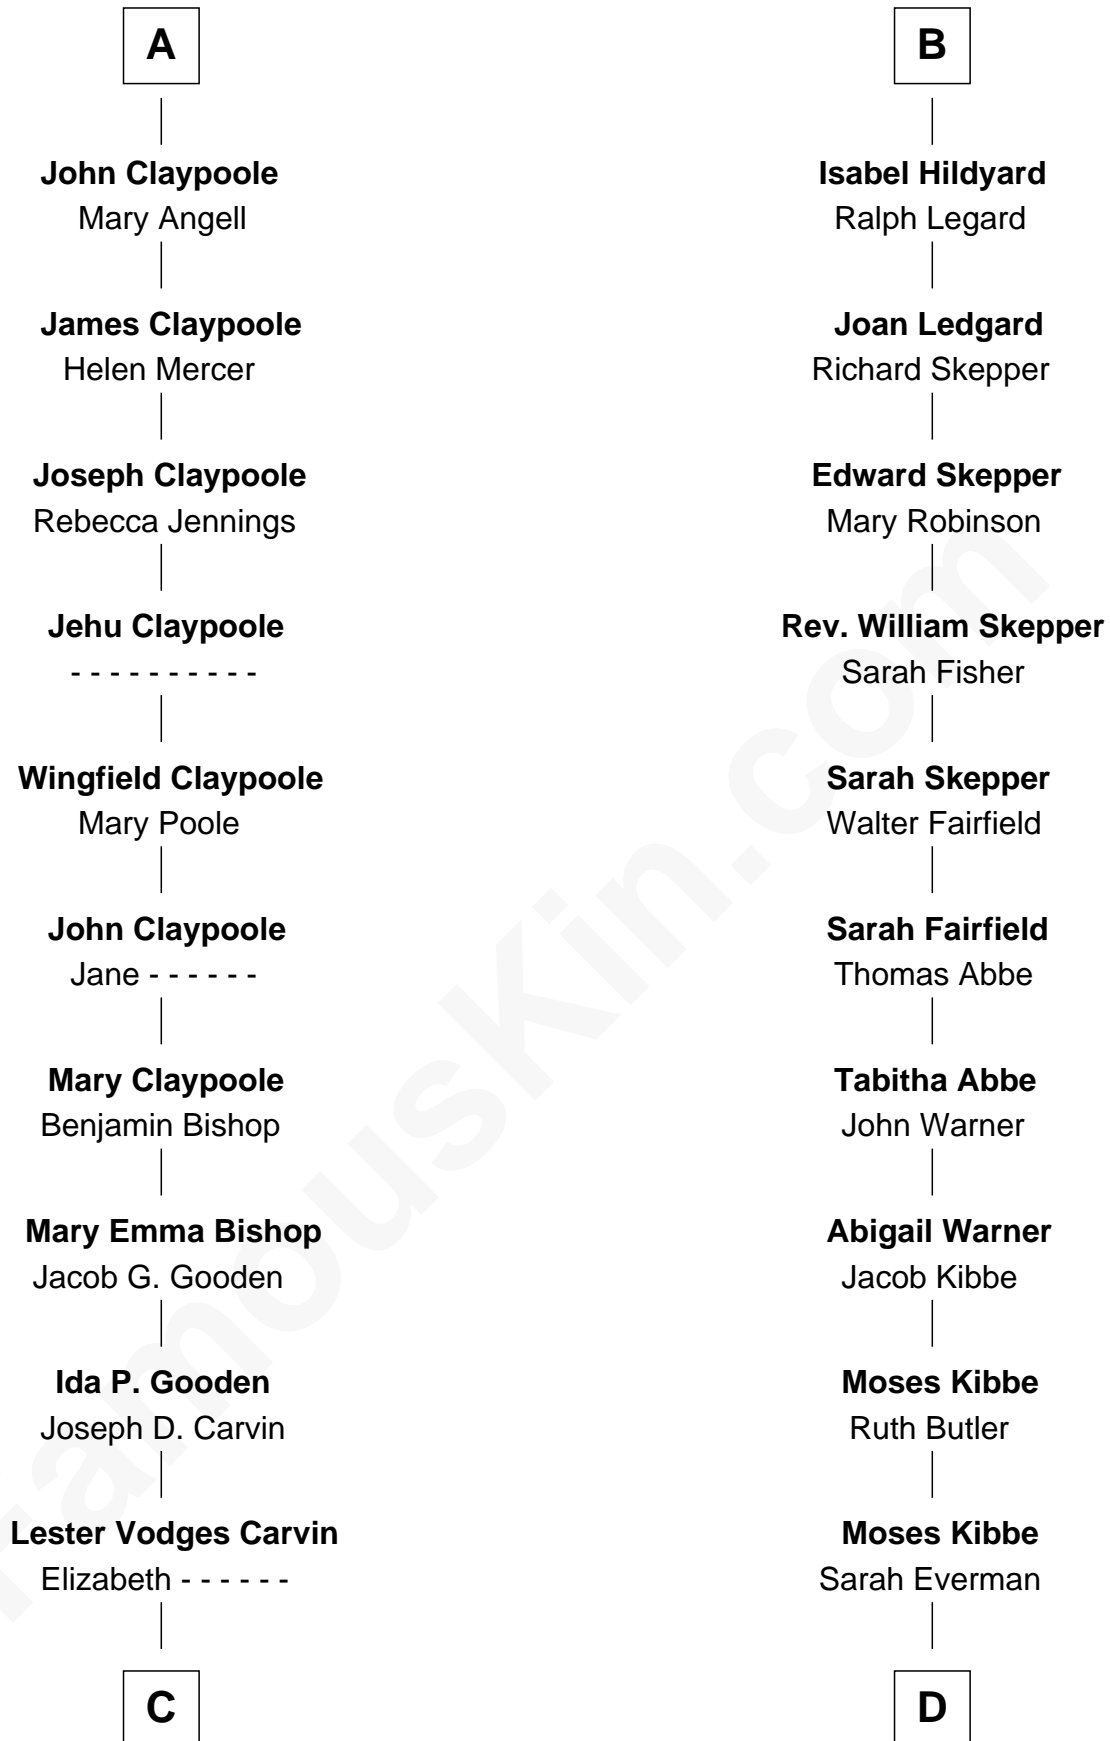 A
John Claypoole
Mary Angell
James Claypoole
Helen Mercer
Joseph Claypoole
Rebecca Jennings
Jehu Claypoole
- - - - - - - - - -
Wingfield Claypoole
Mary Poole
John Claypoole
Jane - - - - - -
Mary Claypoole
Benjamin Bishop
Mary Emma Bishop
Jacob G. Gooden
Ida P. Gooden
Joseph D. Carvin
Lester Vodges Carvin
Elizabeth - - - - - -
C
B
Isabel Hildyard
Ralph Legard
Joan Ledgard
Richard Skepper
Edward Skepper
Mary Robinson
Rev. William Skepper
Sarah Fisher
Sarah Skepper
Walter Fairfield
Sarah Fairfield
Thomas Abbe
Tabitha Abbe
John Warner
Abigail Warner
Jacob Kibbe
Moses Kibbe
Ruth Butler
Moses Kibbe
Sarah Everman
D
FamousKin.com